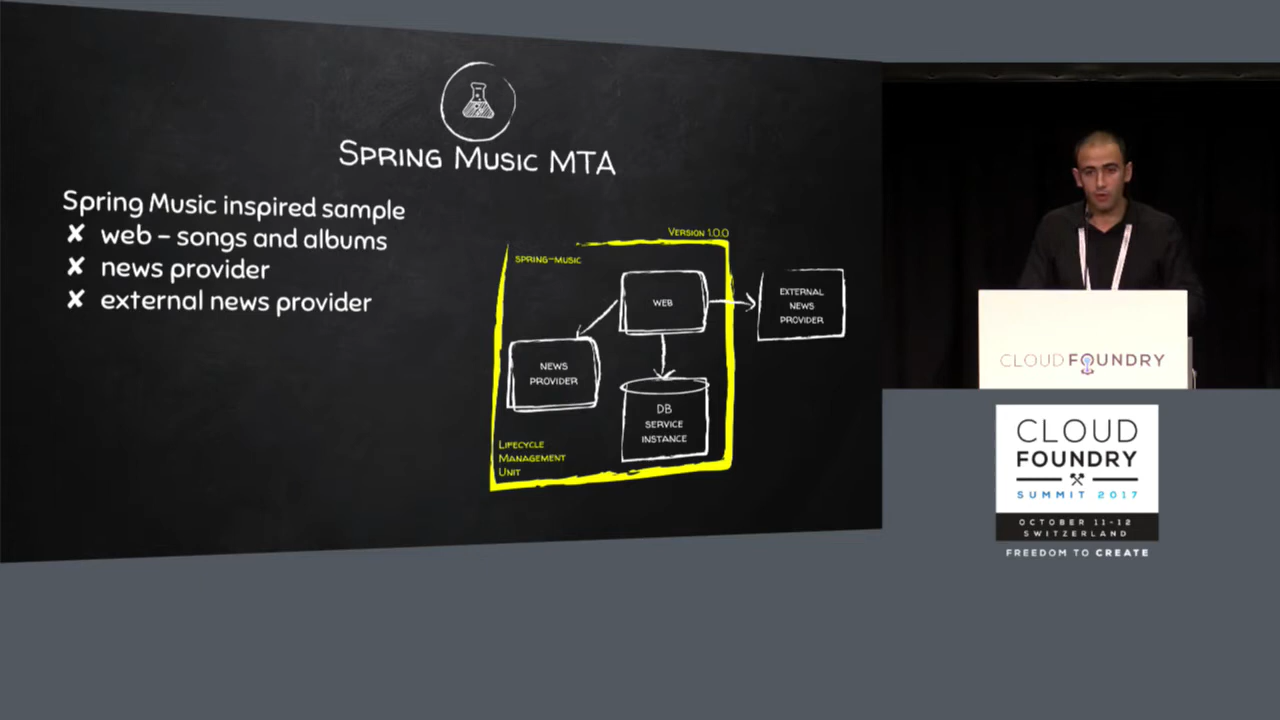 Spring Music MTA
Spring Music inspired sample
✘ web – songs and albums
✘ news provider
✘ external news provider
Version 1.0.0
spring-music
Web
External
News
Provider
News
Provider
DB
Service
Instance
Lifecycle
Management
Unit
CLOUDFOUNDRY
CLOUD
FOUNDRY
SUMMIT 2017
OCTOBER 11-12
SWITZERLAND
FREEDOM TO CREATE